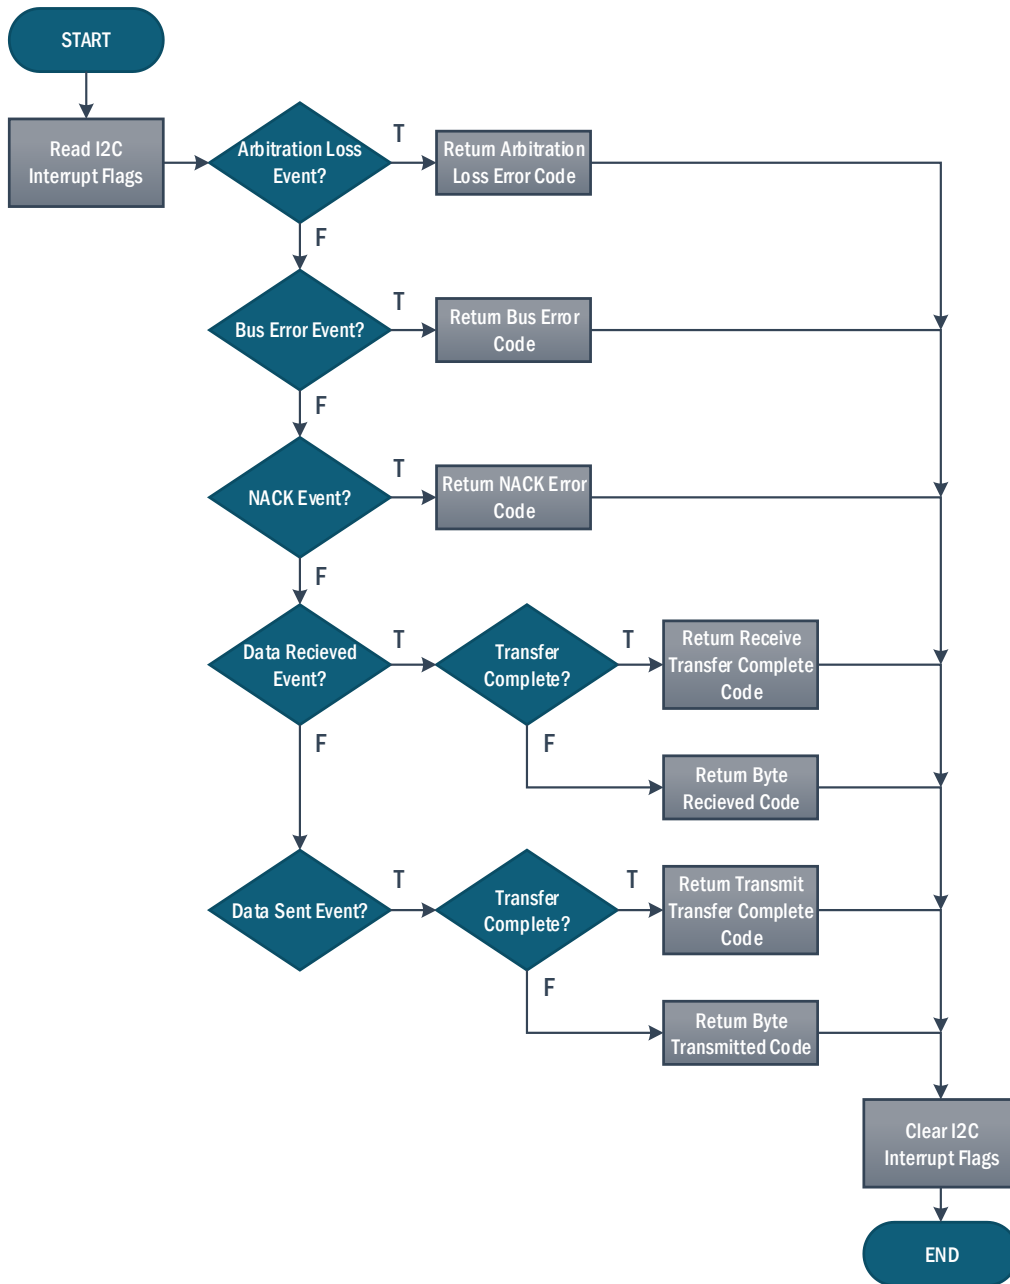 START
Read I2C
Interrupt Flags
Arbitration Loss
Event?
T
Return Arbitration
Loss Error Code
F
Bus Error Event?
T
Return Bus Error
Code
F
NACK Event?
T
Return NACK Error
Code
F
Data Recieved
Event?
T
Transfer
Complete?
T
Return Receive
Transfer Complete
Code
F
F
Return Byte
Recieved Code
Data Sent Event?
T
Transfer
Complete?
T
Return Transmit
Transfer Complete
Code
F
Return Byte
Transmitted Code
Clear I2C
Interrupt Flags
END